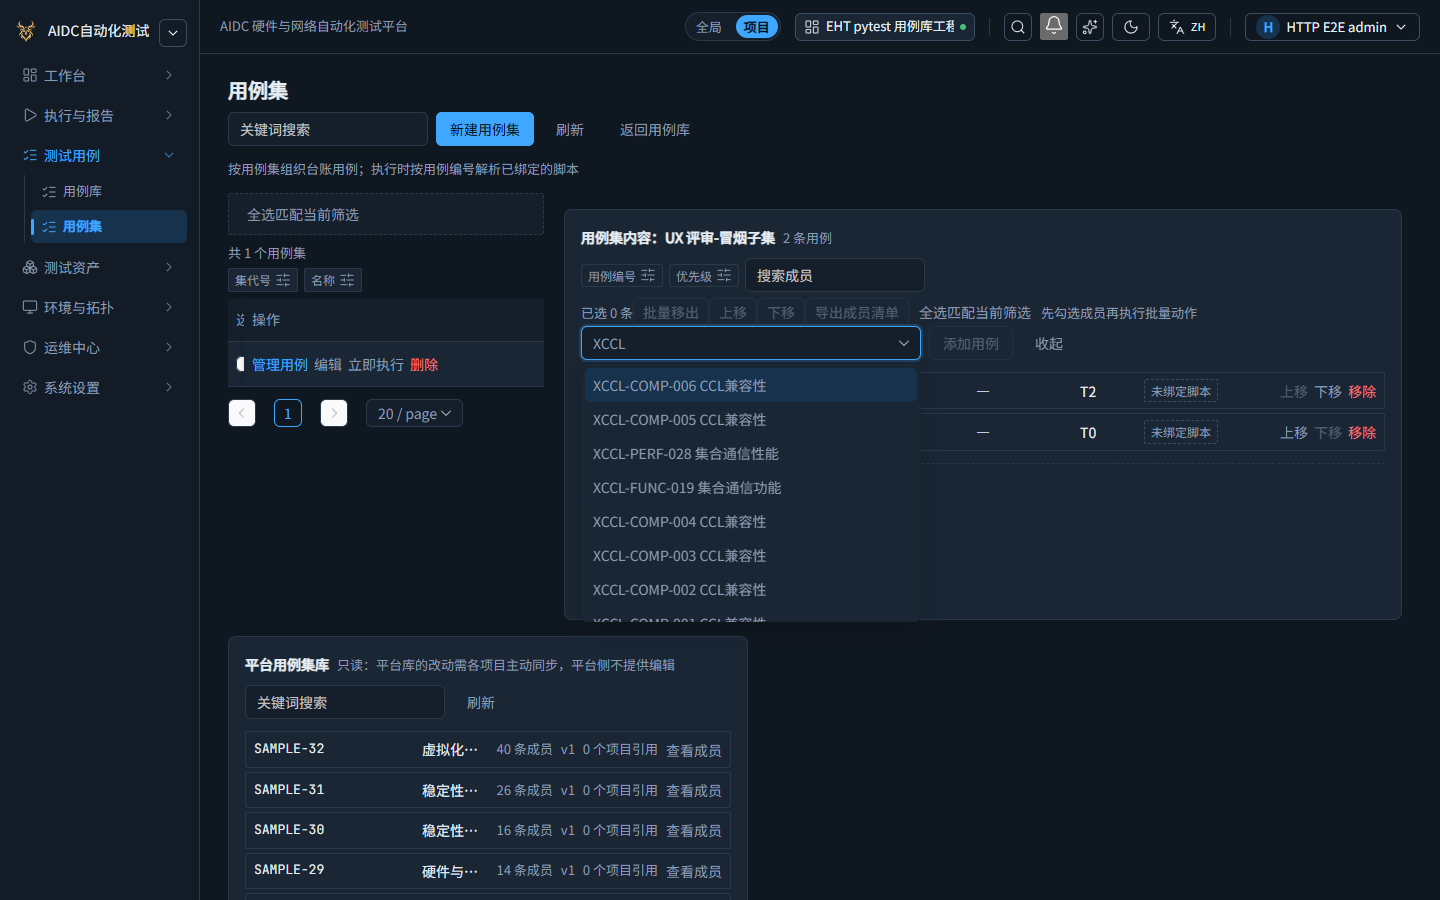 AIDC自动化测试
AIDC 硬件与网络自动化测试平台
全局
项目
EHT pytest 用例库工程
ZH
H
HTTP E2E admin
工作台
执行与报告
测试用例
用例库
用例集
测试资产
环境与拓扑
运维中心
系统设置
用例集
关键词搜索
新建用例集
刷新
返回用例库
按用例集组织台账用例；执行时按用例编号解析已绑定的脚本
全选匹配当前筛选
共 1 个用例集
集代号
名称
操作
管理用例 编辑 立即执行 删除
1
20 / page
用例集内容：UX 评审-冒烟子集 2 条用例
用例编号
优先级
搜索成员
已选 0 条 批量移出 上移 下移 导出成员清单 全选匹配当前筛选 先勾选成员再执行批量动作
XCCL
添加用例
收起
XCCL-COMP-006 CCL兼容性
XCCL-COMP-005 CCL兼容性
XCCL-PERF-028 集合通信性能
XCCL-FUNC-019 集合通信功能
XCCL-COMP-004 CCL兼容性
XCCL-COMP-003 CCL兼容性
XCCL-COMP-002 CCL兼容性
XCCL-COMP-001 CCL兼容性
— T2 未绑定脚本 上移 下移 移除
— T0 未绑定脚本 上移 下移 移除
平台用例集库 只读：平台库的改动需各项目主动同步，平台侧不提供编辑
关键词搜索
刷新
SAMPLE-32 虚拟化… 40 条成员 v1 0 个项目引用 查看成员
SAMPLE-31 稳定性… 26 条成员 v1 0 个项目引用 查看成员
SAMPLE-30 稳定性… 16 条成员 v1 0 个项目引用 查看成员
SAMPLE-29 硬件与… 14 条成员 v1 0 个项目引用 查看成员